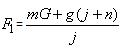 F₁ = (mG + g(j + n)) / j